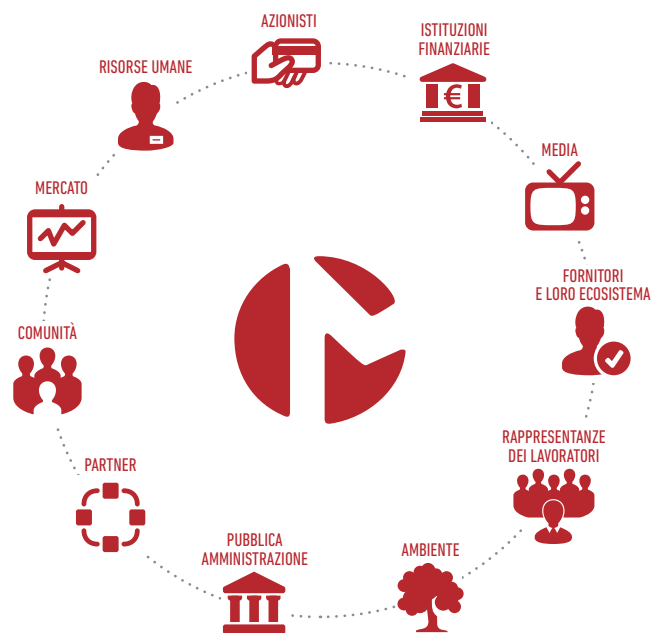 AZIONISTI
ISTITUZIONI
FINANZIARIE
MEDIA
FORNITORI
E LORO ECOSISTEMA
RAPPRESENTANZE
DEI LAVORATORI
AMBIENTE
PUBBLICA
AMMINISTRAZIONE
PARTNER
COMUNITÀ
MERCATO
RISORSE UMANE
€